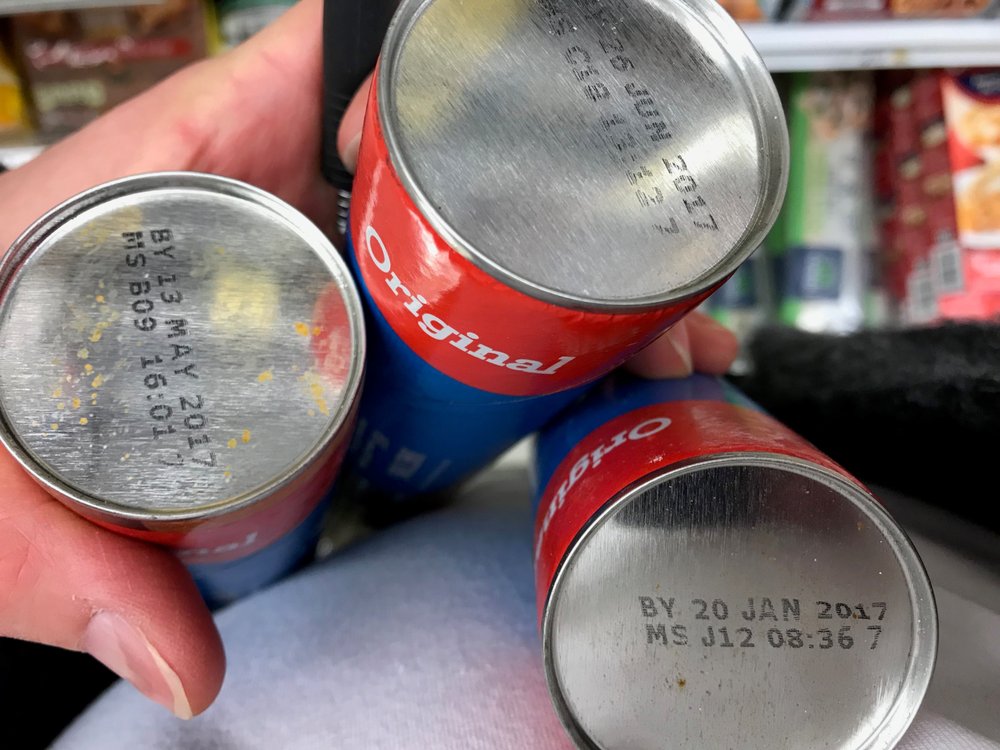 BY 13 MAY 2017
MS B09 16:01 7
26 JUN 2017
Original
Original
BY 20 JAN 2017
MS J12 08:36 7